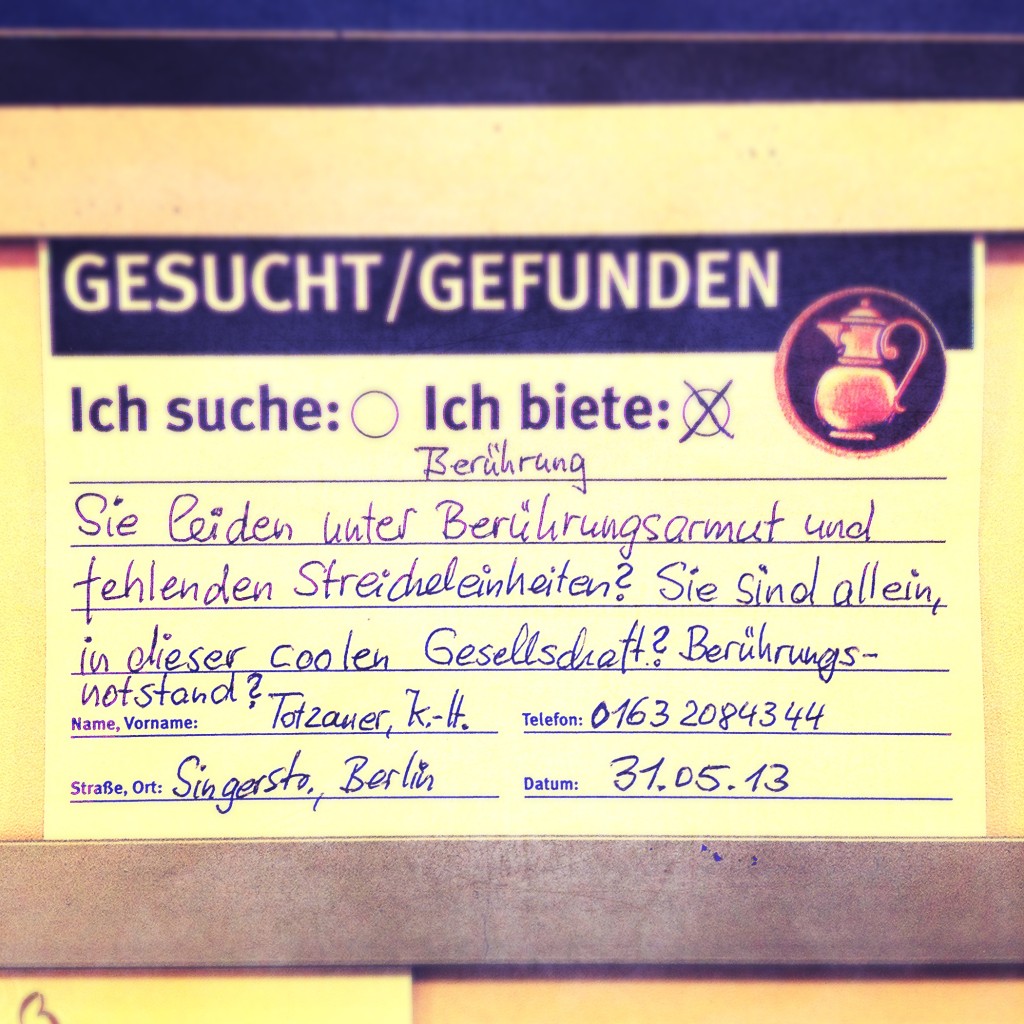 GESUCHT/GEFUNDEN
Ich suche: Ich biete: X
Berührung
Sie leiden unter Berührungsarmut und
fehlenden Streicheleinheiten? Sie sind allein,
in dieser coolen Gesellschaft? Berührungs-
notstand?
Name, Vorname: Totzauer, K.-H. Telefon: 0163 2084344
Straße, Ort: Singerstr., Berlin Datum: 31.05.13